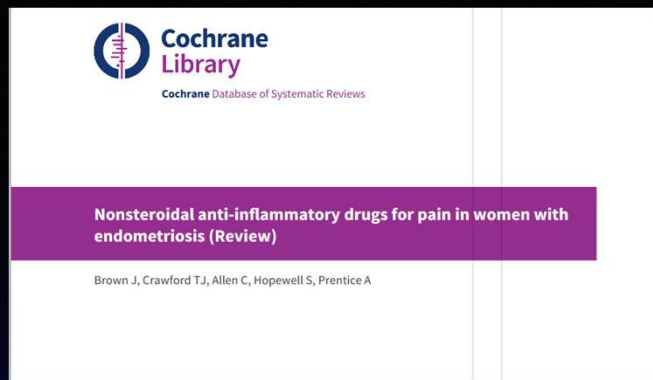 Cochrane
Library
Cochrane Database of Systematic Reviews
Nonsteroidal anti-inflammatory drugs for pain in women with
endometriosis (Review)
Brown J, Crawford TJ, Allen C, Hopewell S, Prentice A